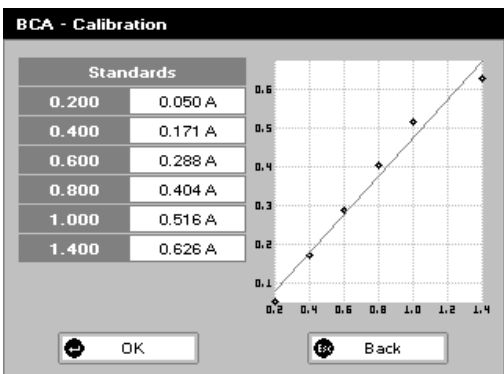 BCA - Calibration
Standards
0.200 0.050 A
0.400 0.171 A
0.600 0.288 A
0.800 0.404 A
1.000 0.516 A
1.400 0.626 A
0.6
0.5
0.4
0.3
0.2
0.1
0.2 0.4 0.6 0.8 1.0 1.2 1.4
OK
Esc Back